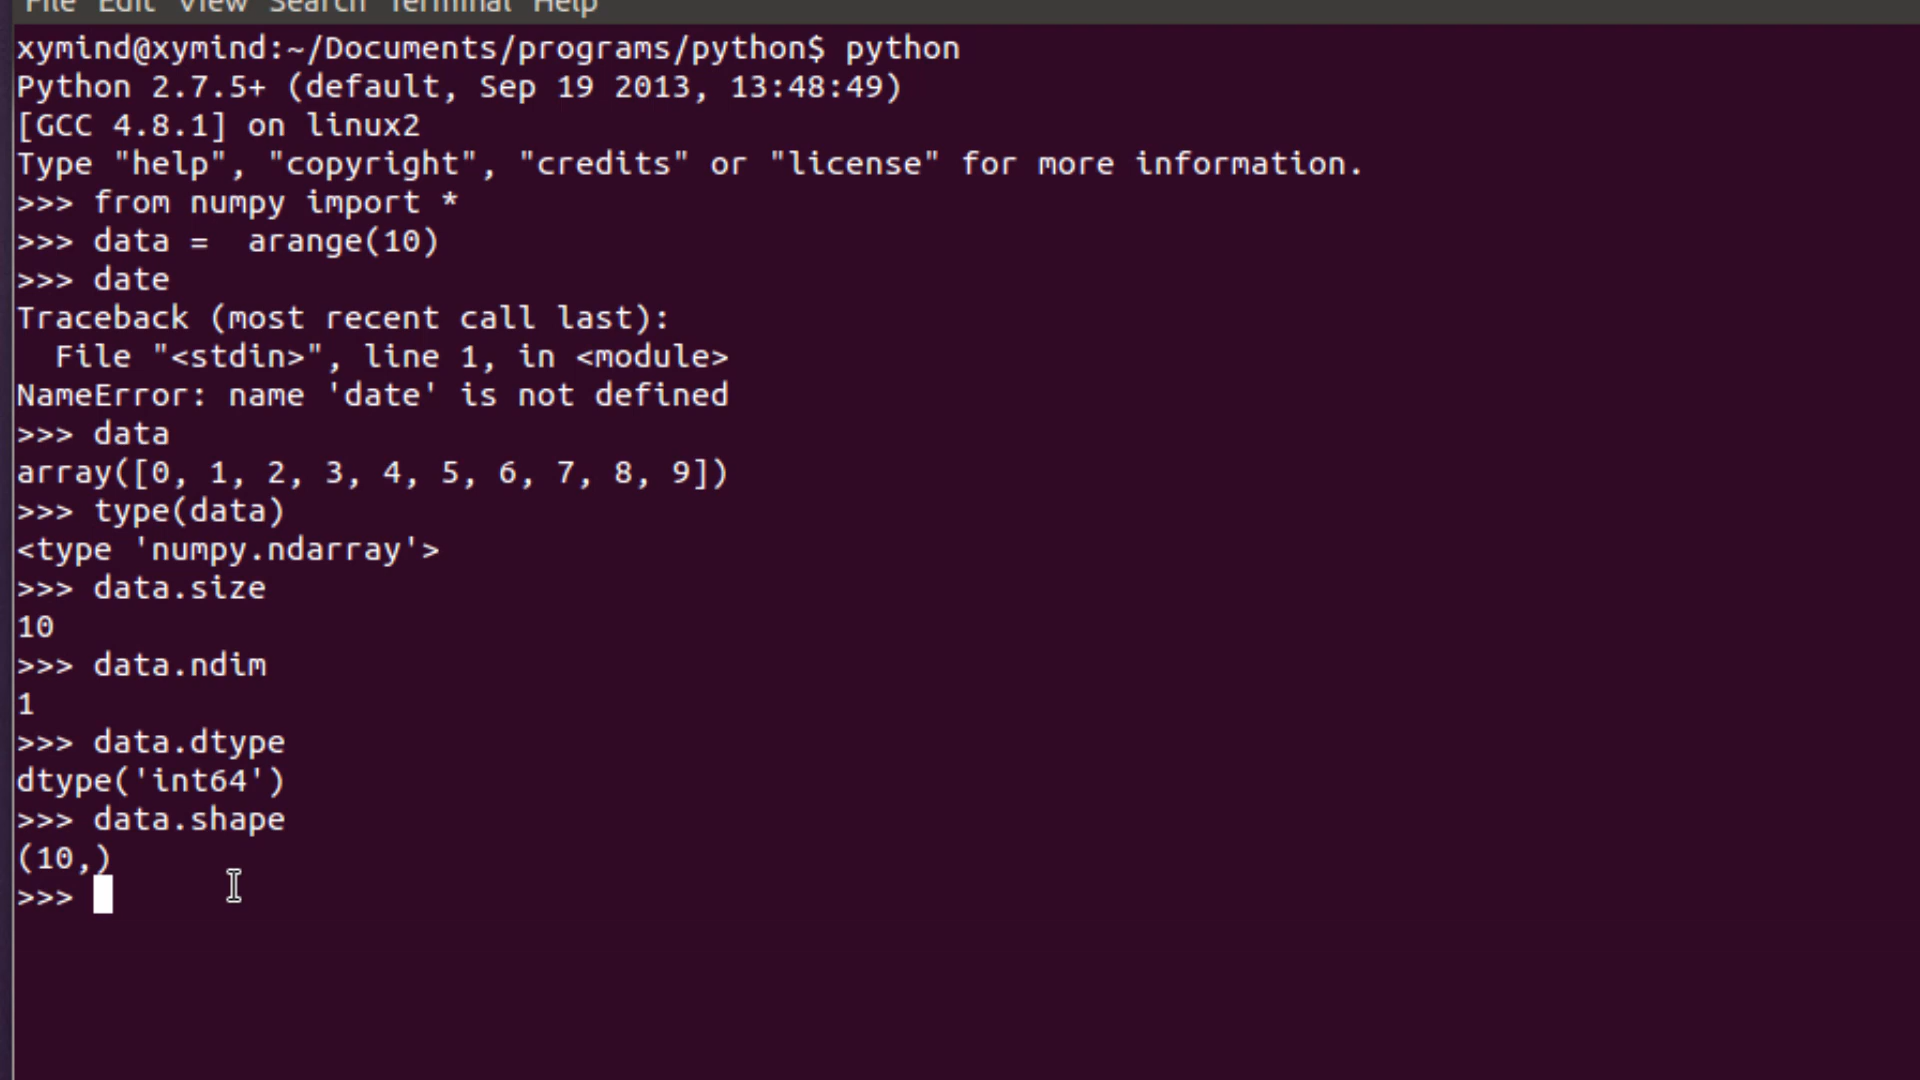 File Edit View Search Terminal Help
xymind@xymind:~/Documents/programs/python$ python
Python 2.7.5+ (default, Sep 19 2013, 13:48:49)
[GCC 4.8.1] on linux2
Type "help", "copyright", "credits" or "license" for more information.
>>> from numpy import *
>>> data =  arange(10)
>>> date
Traceback (most recent call last):
  File "<stdin>", line 1, in <module>
NameError: name 'date' is not defined
>>> data
array([0, 1, 2, 3, 4, 5, 6, 7, 8, 9])
>>> type(data)
<type 'numpy.ndarray'>
>>> data.size
10
>>> data.ndim
1
>>> data.dtype
dtype('int64')
>>> data.shape
(10,)
>>>